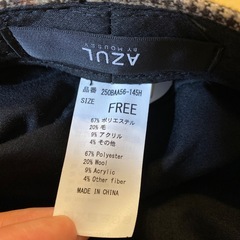 AZUL
BY MOUSSY
品番 250BAA56-145H
SIZE FREE
67% ポリエステル
20% 毛
9% アクリル
4% その他
67% Polyester
20% Wool
9% Acrylic
4% Other fiber
MADE IN CHINA